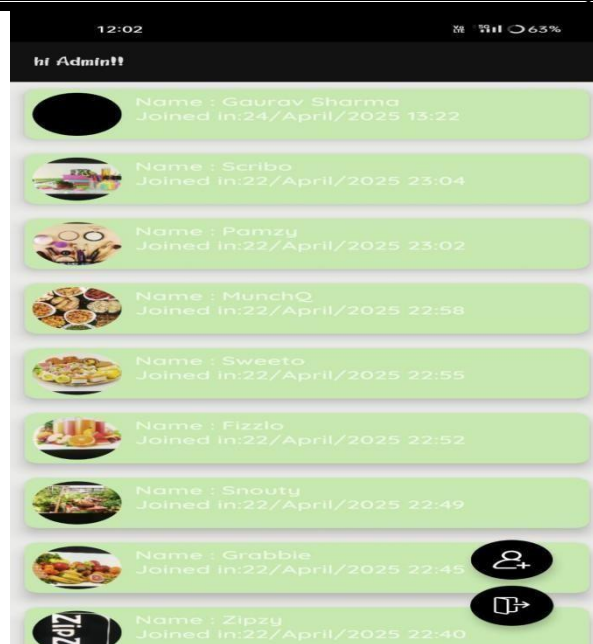 12:02
63%
hi Admin!!
Name : Gaurav Sharma
Joined in:24/April/2025 13:22
Name : Scribo
Joined in:22/April/2025 23:04
Name : Pamzy
Joined in:22/April/2025 23:02
Name : MunchQ
Joined in:22/April/2025 22:58
Name : Sweeto
Joined in:22/April/2025 22:55
Name : Fizzlo
Joined in:22/April/2025 22:52
Name : Snouty
Joined in:22/April/2025 22:49
Name : Grabbie
Joined in:22/April/2025 22:45
Zipz
Name : Zipzy
Joined in:22/April/2025 22:40